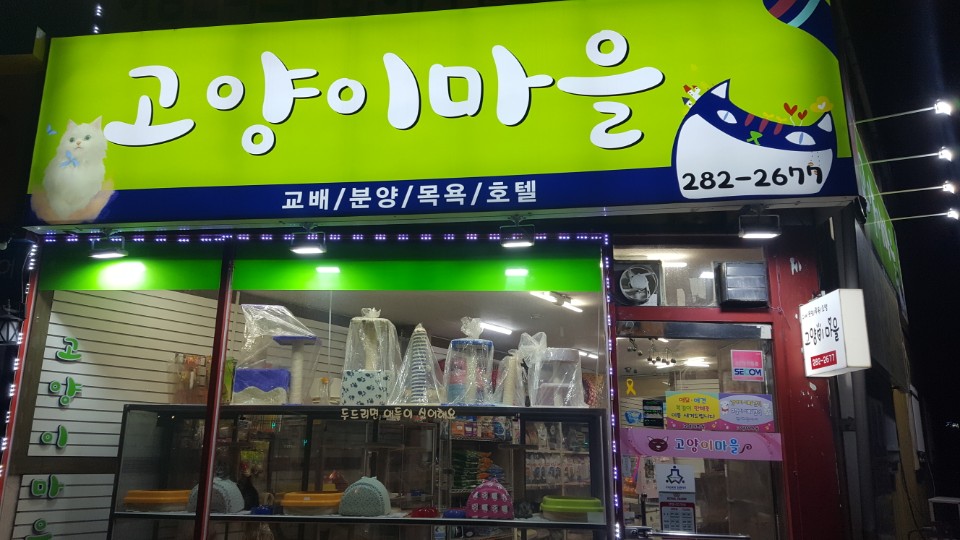 고양이마을
282-2677
교배/분양/목욕/호텔
고양이마을
282-2677
SECOM
두드리면 애들이 싫어해요
고양이마을
고
양
이
마
을